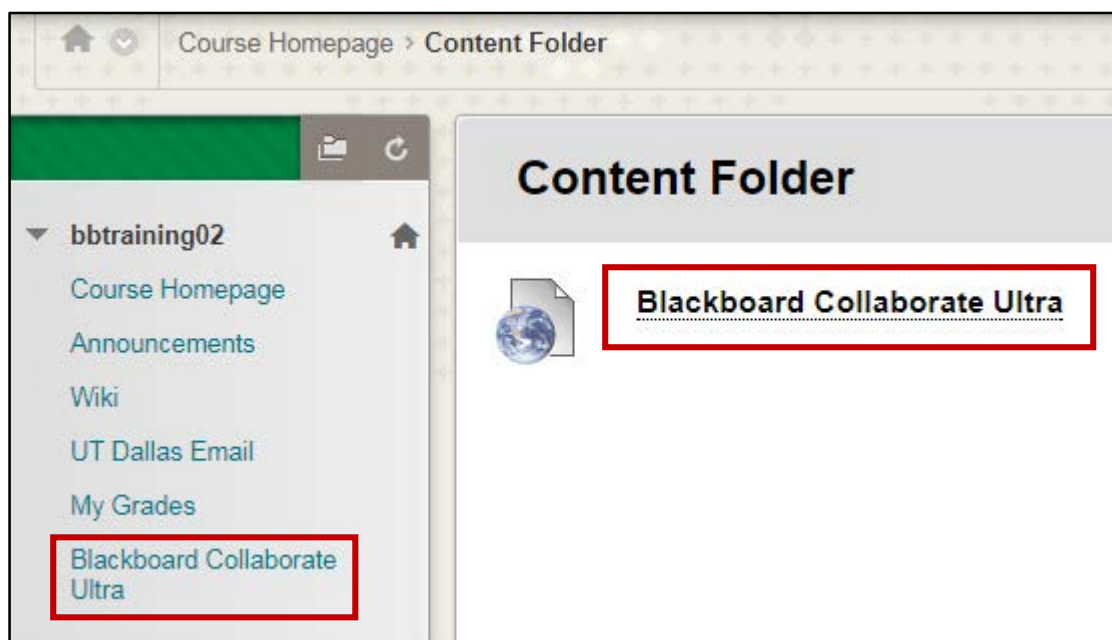 Course Homepage > Content Folder
Content Folder
bbtraining02
Course Homepage
Announcements
Wiki
UT Dallas Email
My Grades
Blackboard Collaborate
Ultra
Blackboard Collaborate Ultra